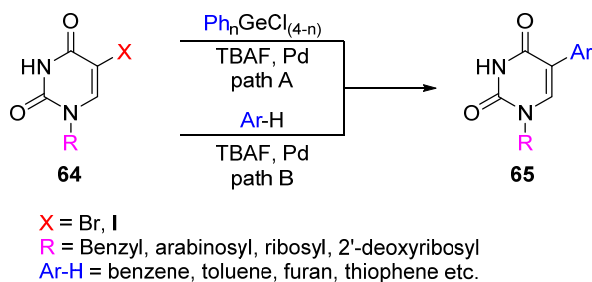 O
X
HN
O
N
R
64
PhnGeCl(4-n)
TBAF, Pd
path A
Ar-H
TBAF, Pd
path B
O
Ar
HN
O
N
R
65
X = Br, I
R = Benzyl, arabinosyl, ribosyl, 2'-deoxyribosyl
Ar-H = benzene, toluene, furan, thiophene etc.